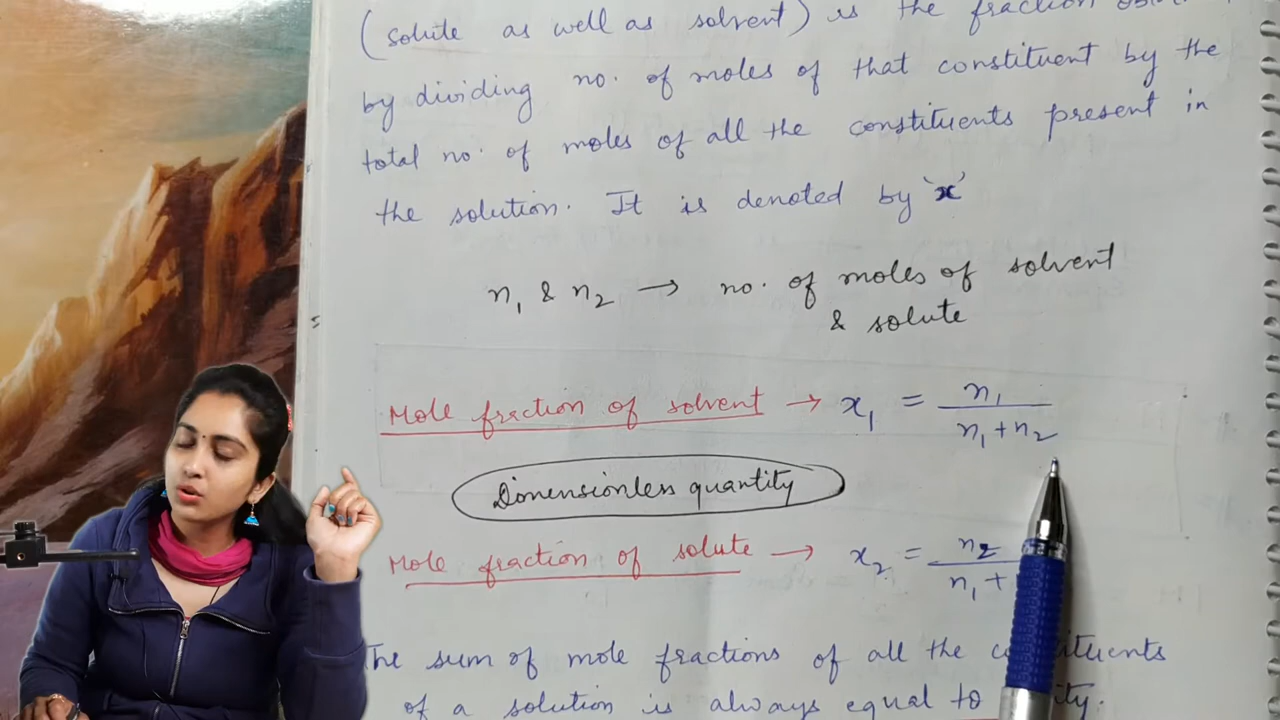 (solute as well as solvent) is the fraction
by dividing no. of moles of that constituent by the
total no. of moles of all the constituents present in
the solution. It is denoted by 'x'
n₁ & n₂ → no. of moles of solvent
& solute
Mole fraction of solvent → x₁ = n₁ / n₁ + n₂
Dimensionless quantity
Mole fraction of solute → x₂ = n₂ / n₁ +
The sum of mole fractions of all the
of a solution is always equal to